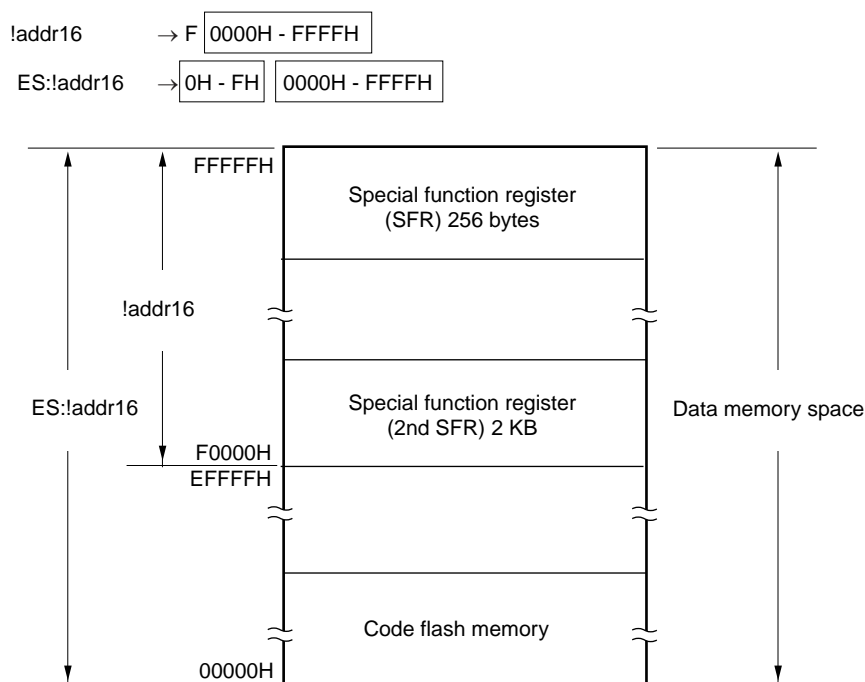 !addr16 → F 0000H - FFFFH
ES:!addr16 → 0H - FH 0000H - FFFFH
FFFFFH
Special function register
(SFR) 256 bytes
!addr16
ES:!addr16
Special function register
(2nd SFR) 2 KB
Data memory space
F0000H
EFFFFH
Code flash memory
00000H